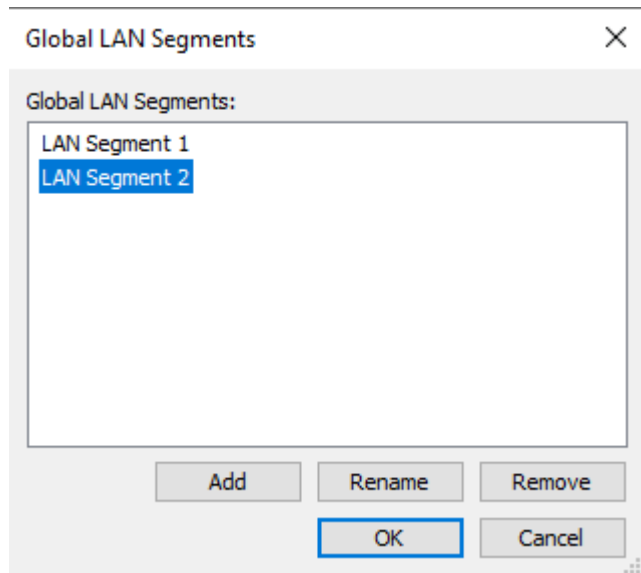 Global LAN Segments
Global LAN Segments:
LAN Segment 1
LAN Segment 2
Add Rename Remove
OK Cancel